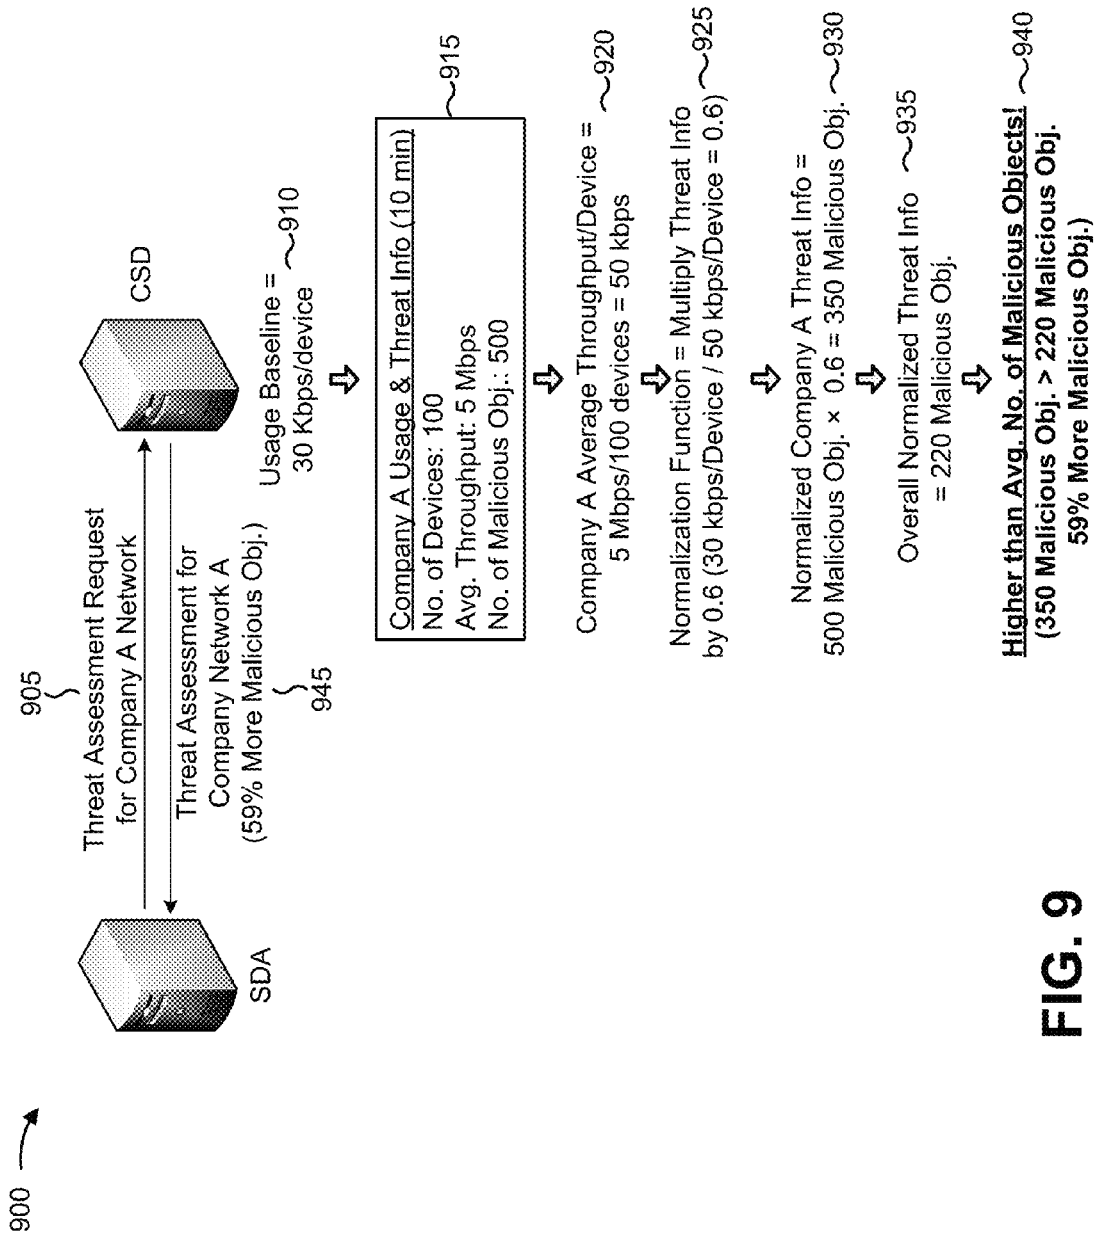 900
905
Threat Assessment Request
for Company A Network
Threat Assessment for
Company Network A
(59% More Malicious Obj.)
945
SDA
CSD
Usage Baseline =
30 Kbps/device
910
Company A Usage & Threat Info (10 min)
No. of Devices: 100
Avg. Throughput: 5 Mbps
No. of Malicious Obj.: 500
915
Company A Average Throughput/Device =
5 Mbps/100 devices = 50 kbps
920
Normalization Function = Multiply Threat Info
by 0.6 (30 kbps/Device / 50 kbps/Device = 0.6)
925
Normalized Company A Threat Info =
500 Malicious Obj. × 0.6 = 350 Malicious Obj.
930
Overall Normalized Threat Info
= 220 Malicious Obj.
935
Higher than Avg. No. of Malicious Objects!
(350 Malicious Obj. > 220 Malicious Obj.
59% More Malicious Obj.)
940
FIG. 9